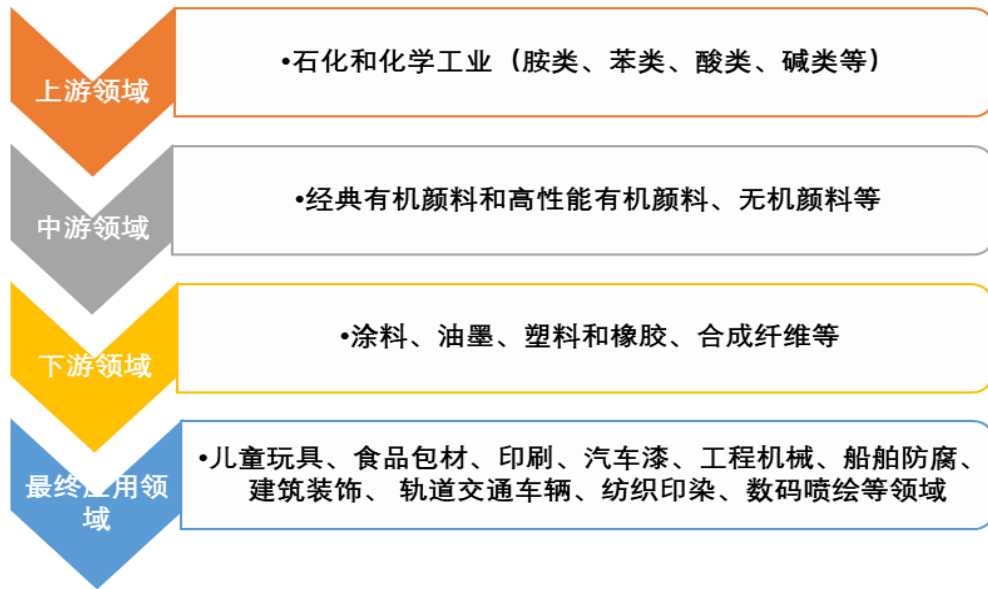 上游领域
•石化和化学工业（胺类、苯类、酸类、碱类等）
中游领域
•经典有机颜料和高性能有机颜料、无机颜料等
下游领域
•涂料、油墨、塑料和橡胶、合成纤维等
最终应用领
域
•儿童玩具、食品包材、印刷、汽车漆、工程机械、船舶防腐、
建筑装饰、 轨道交通车辆、纺织印染、数码喷绘等领域